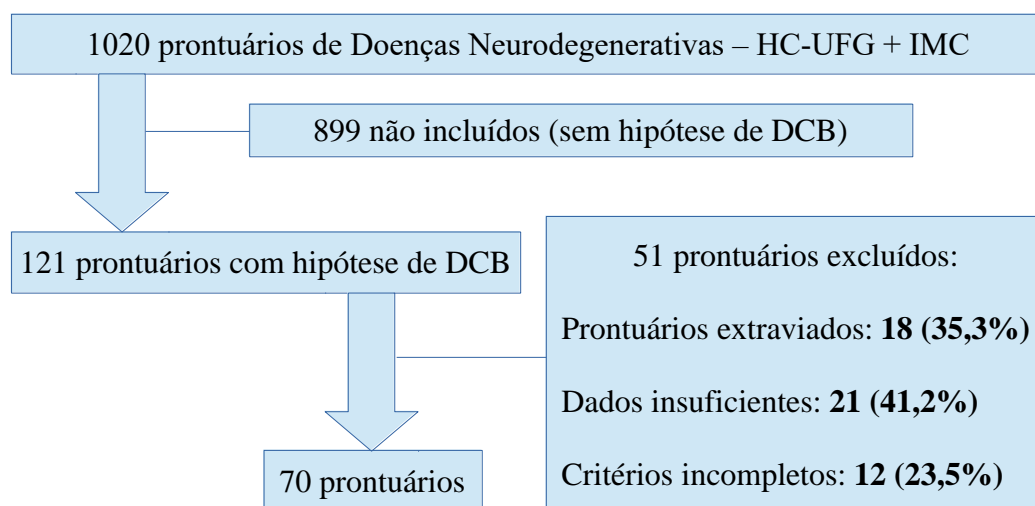 1020 prontuários de Doenças Neurodegenerativas – HC-UFG + IMC
899 não incluídos (sem hipótese de DCB)
121 prontuários com hipótese de DCB
51 prontuários excluídos:
Prontuários extraviados: 18 (35,3%)
Dados insuficientes: 21 (41,2%)
Critérios incompletos: 12 (23,5%)
70 prontuários